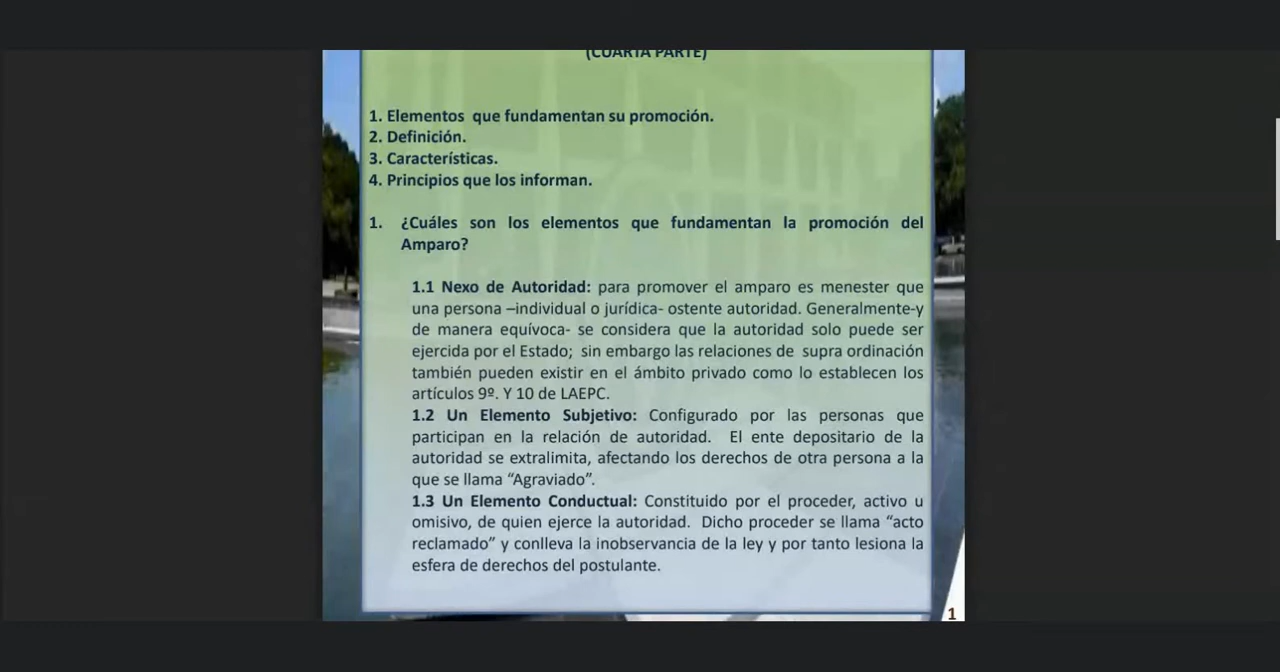 (CUARTA PARTE)
1. Elementos que fundamentan su promoción.
2. Definición.
3. Características.
4. Principios que los informan.
1. ¿Cuáles son los elementos que fundamentan la promoción del
Amparo?
1.1 Nexo de Autoridad: para promover el amparo es menester que
una persona –individual o jurídica- ostente autoridad. Generalmente-y
de manera equívoca- se considera que la autoridad solo puede ser
ejercida por el Estado; sin embargo las relaciones de supra ordinación
también pueden existir en el ámbito privado como lo establecen los
artículos 9º. Y 10 de LAEPC.
1.2 Un Elemento Subjetivo: Configurado por las personas que
participan en la relación de autoridad. El ente depositario de la
autoridad se extralimita, afectando los derechos de otra persona a la
que se llama “Agraviado”.
1.3 Un Elemento Conductual: Constituido por el proceder, activo u
omisivo, de quien ejerce la autoridad. Dicho proceder se llama “acto
reclamado” y conlleva la inobservancia de la ley y por tanto lesiona la
esfera de derechos del postulante.
1